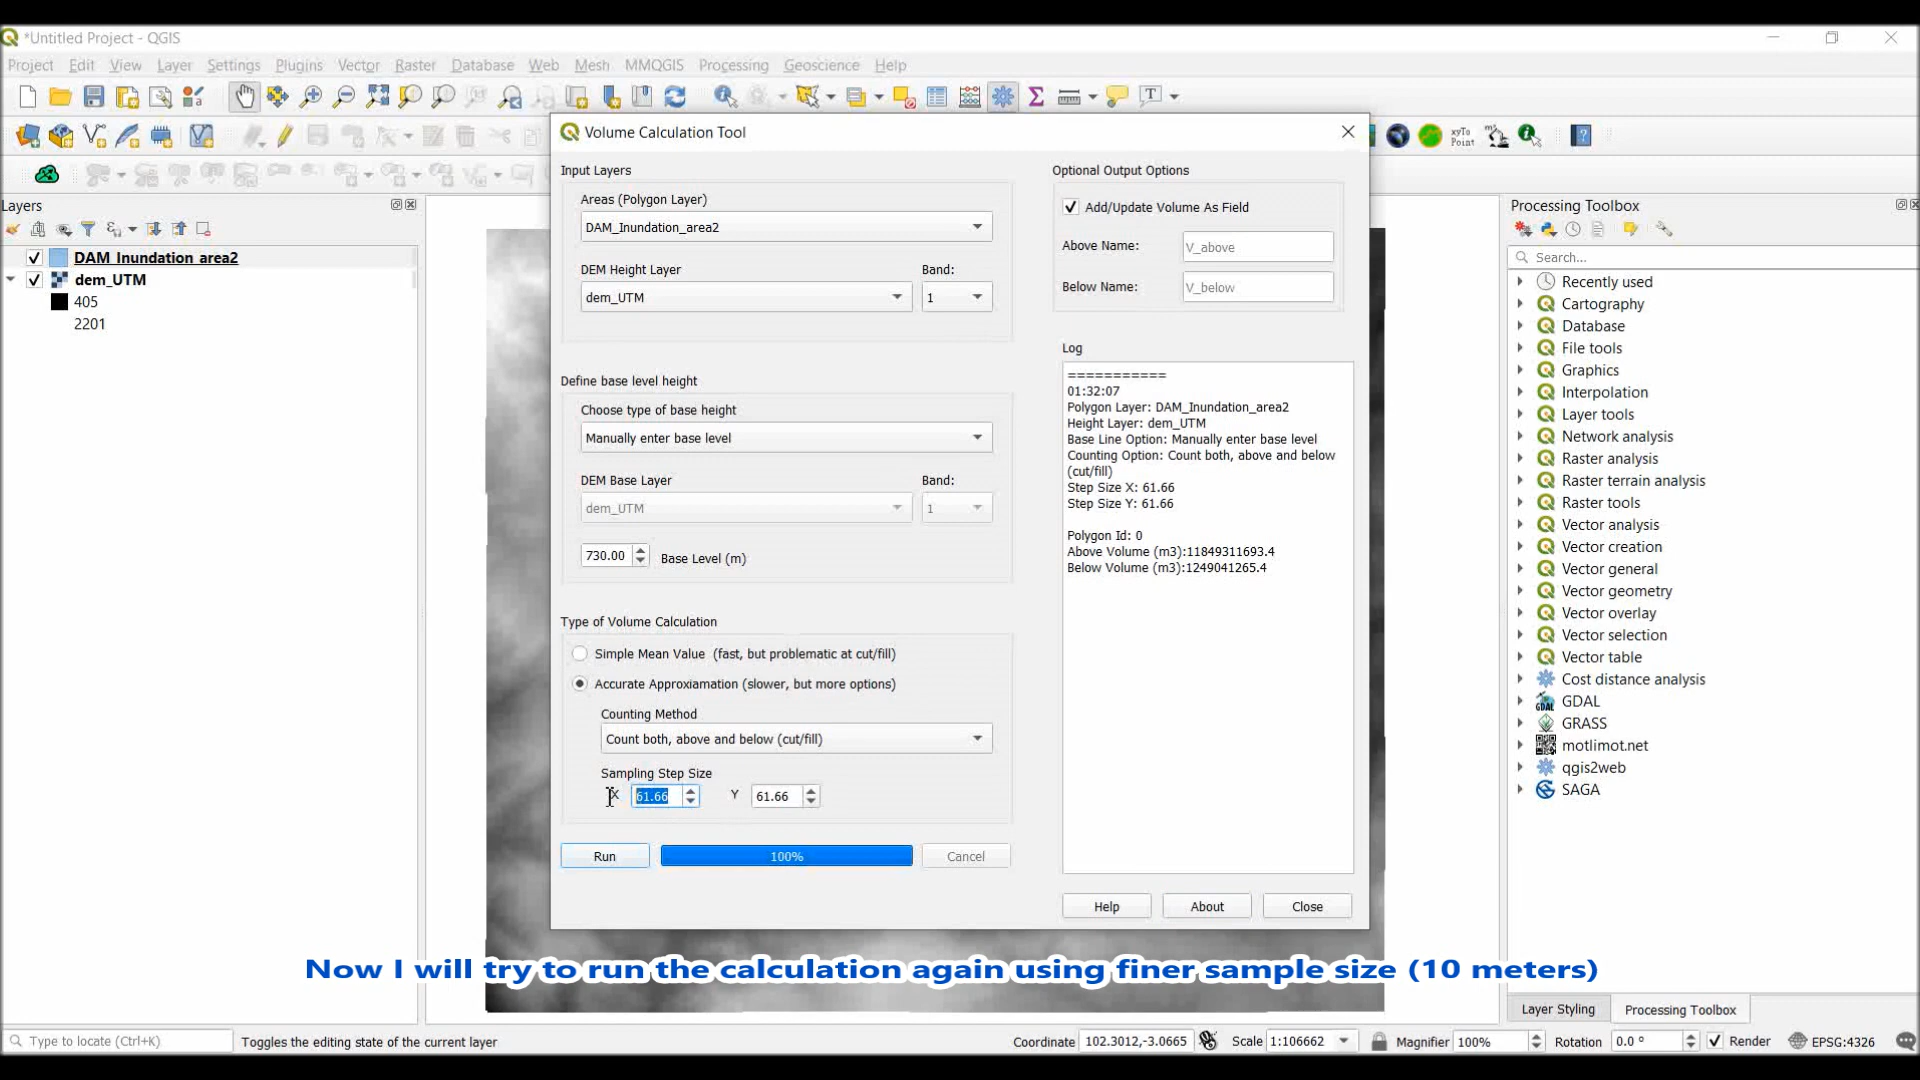 *Untitled Project - QGIS
Project Edit View Layer Settings Plugins Vector Raster Database Web Mesh MMQGIS Processing Geoscience Help
xyTo
Point
Volume Calculation Tool
Input Layers
Areas (Polygon Layer)
DAM_Inundation_area2
DEM Height Layer Band:
dem_UTM 1
Define base level height
Choose type of base height
Manually enter base level
DEM Base Layer Band:
dem_UTM 1
730.00 Base Level (m)
Type of Volume Calculation
Simple Mean Value (fast, but problematic at cut/fill)
Accurate Approxiamation (slower, but more options)
Counting Method
Count both, above and below (cut/fill)
Sampling Step Size
X 61.66 Y 61.66
Run 100% Cancel
Optional Output Options
Add/Update Volume As Field
Above Name: V_above
Below Name: V_below
Log
===========
01:32:07
Polygon Layer: DAM_Inundation_area2
Height Layer: dem_UTM
Base Line Option: Manually enter base level
Counting Option: Count both, above and below
(cut/fill)
Step Size X: 61.66
Step Size Y: 61.66
Polygon Id: 0
Above Volume (m3):11849311693.4
Below Volume (m3):1249041265.4
Help About Close
Layers
DAM_Inundation_area2
dem_UTM
405
2201
Processing Toolbox
Search...
Recently used
Cartography
Database
File tools
Graphics
Interpolation
Layer tools
Network analysis
Raster analysis
Raster terrain analysis
Raster tools
Vector analysis
Vector creation
Vector general
Vector geometry
Vector overlay
Vector selection
Vector table
Cost distance analysis
GDAL
GRASS
motlimot.net
qgis2web
SAGA
Now I will try to run the calculation again using finer sample size (10 meters)
Layer Styling Processing Toolbox
Type to locate (Ctrl+K) Toggles the editing state of the current layer Coordinate 102.3012,-3.0665 Scale 1:106662 Magnifier 100% Rotation 0.0 ° Render EPSG:4326